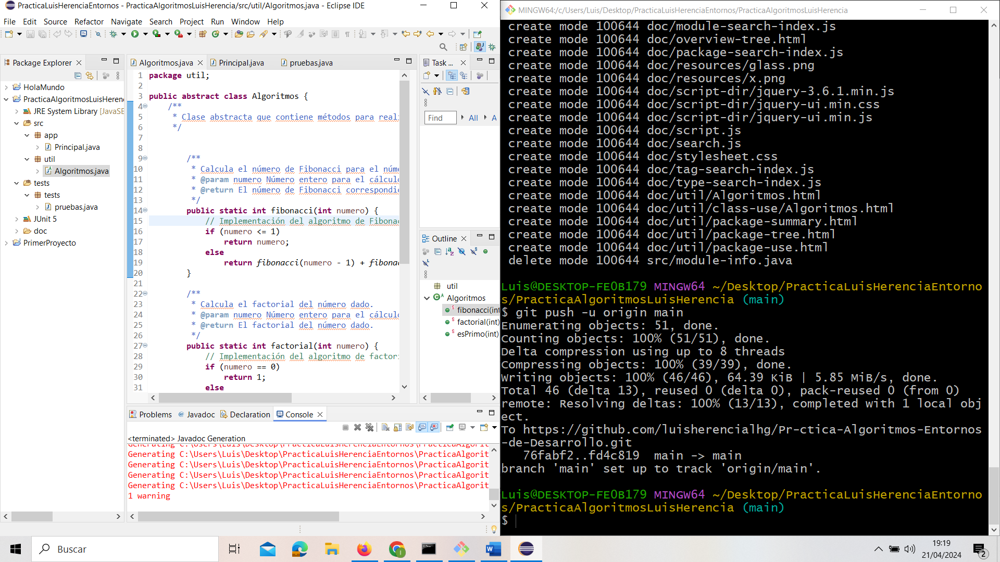 PracticaLuisHerenciaEntornos - PracticaAlgoritmosLuisHerencia/src/util/Algoritmos.java - Eclipse IDE
File Edit Source Refactor Navigate Search Project Run Window Help
Package Explorer
HolaMundo
PracticaAlgoritmosLuisHeren
JRE System Library [JavaSE
src
app
Principal.java
util
Algoritmos.java
tests
tests
pruebas.java
JUnit 5
doc
PrimerProyecto
Algoritmos.java Principal.java pruebas.java
1 package util;
2
3 public abstract class Algoritmos {
4 /**
5 * Clase abstracta que contiene métodos para reali
6 */
7
8
9 /**
10 * Calcula el número de Fibonacci para el núme
11 * @param numero Número entero para el cálculo
12 * @return El número de Fibonacci correspondie
13 */
14 public static int fibonacci(int numero) {
15 // Implementación del algoritmo de Fibonac
16 if (numero <= 1)
17 return numero;
18 else
19 return fibonacci(numero - 1) + fibonac
20 }
21
22 /**
23 * Calcula el factorial del número dado.
24 * @param numero Número entero para el cálculo
25 * @return El factorial del número dado.
26 */
27 public static int factorial(int numero) {
28 // Implementación del algoritmo de factori
29 if (numero == 0)
30 return 1;
31 else
Task ...
Find All A
Outline
util
Algoritmos
fibonacci(int
factorial(int)
esPrimo(int)
Problems Javadoc Declaration Console
<terminated> Javadoc Generation
Generating C:\Users\Luis\Desktop\PracticaLuisHerenciaEntornos\PracticaAlgorit
Generating C:\Users\Luis\Desktop\PracticaLuisHerenciaEntornos\PracticaAlgorit
Generating C:\Users\Luis\Desktop\PracticaLuisHerenciaEntornos\PracticaAlgorit
Generating C:\Users\Luis\Desktop\PracticaLuisHerenciaEntornos\PracticaAlgorit
Generating C:\Users\Luis\Desktop\PracticaLuisHerenciaEntornos\PracticaAlgorit
1 warning
MINGW64:/c/Users/Luis/Desktop/PracticaLuisHerenciaEntornos/PracticaAlgoritmosLuisHerencia
create mode 100644 doc/module-search-index.js
create mode 100644 doc/overview-tree.html
create mode 100644 doc/package-search-index.js
create mode 100644 doc/resources/glass.png
create mode 100644 doc/resources/x.png
create mode 100644 doc/script-dir/jquery-3.6.1.min.js
create mode 100644 doc/script-dir/jquery-ui.min.css
create mode 100644 doc/script-dir/jquery-ui.min.js
create mode 100644 doc/script.js
create mode 100644 doc/search.js
create mode 100644 doc/stylesheet.css
create mode 100644 doc/tag-search-index.js
create mode 100644 doc/type-search-index.js
create mode 100644 doc/util/Algoritmos.html
create mode 100644 doc/util/class-use/Algoritmos.html
create mode 100644 doc/util/package-summary.html
create mode 100644 doc/util/package-tree.html
create mode 100644 doc/util/package-use.html
delete mode 100644 src/module-info.java
Luis@DESKTOP-FE0B179 MINGW64 ~/Desktop/PracticaLuisHerenciaEntorno
s/PracticaAlgoritmosLuisHerencia (main)
$ git push -u origin main
Enumerating objects: 51, done.
Counting objects: 100% (51/51), done.
Delta compression using up to 8 threads
Compressing objects: 100% (39/39), done.
Writing objects: 100% (46/46), 64.39 KiB | 5.85 MiB/s, done.
Total 46 (delta 13), reused 0 (delta 0), pack-reused 0 (from 0)
remote: Resolving deltas: 100% (13/13), completed with 1 local obj
ect.
To https://github.com/luisherencialhg/Pr-ctica-Algoritmos-Entornos
-de-Desarrollo.git
76fabf2..fd4c819 main -> main
branch 'main' set up to track 'origin/main'.
Luis@DESKTOP-FE0B179 MINGW64 ~/Desktop/PracticaLuisHerenciaEntorno
s/PracticaAlgoritmosLuisHerencia (main)
$
Buscar
19:19
21/04/2024
2